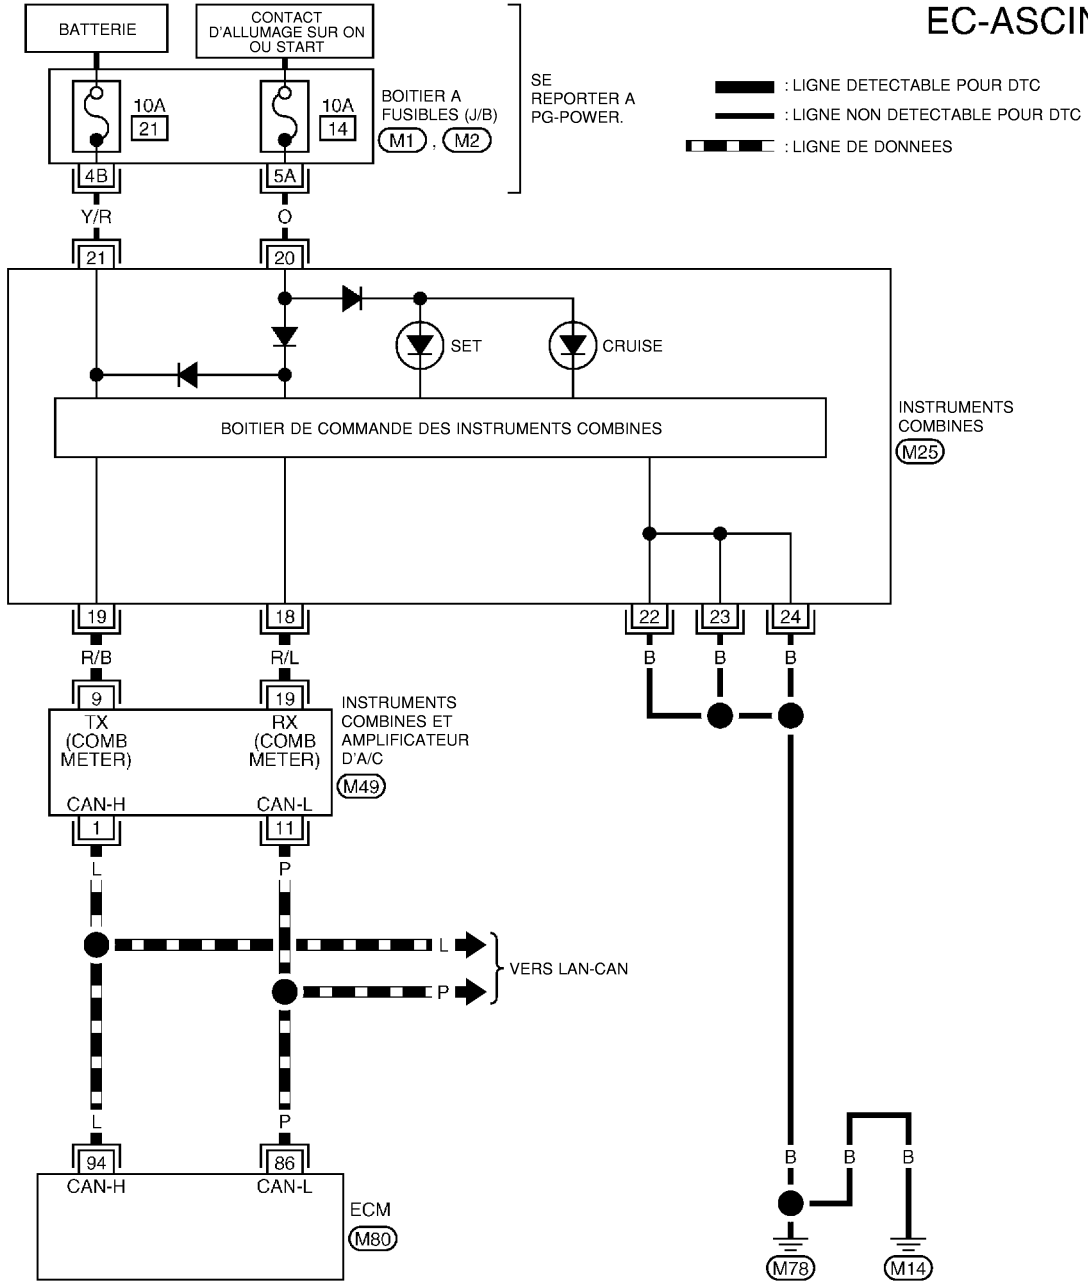 EC-ASCIN
BATTERIE
CONTACT
D'ALLUMAGE SUR ON
OU START
10A
21
10A
14
BOITIER A
FUSIBLES (J/B)
M1 , M2
SE
REPORTER A
PG-POWER.
: LIGNE DETECTABLE POUR DTC
: LIGNE NON DETECTABLE POUR DTC
: LIGNE DE DONNEES
4B
5A
Y/R
O
21
20
SET
CRUISE
BOITIER DE COMMANDE DES INSTRUMENTS COMBINES
INSTRUMENTS
COMBINES
M25
19
18
22
23
24
R/B
R/L
B
B
B
9
19
TX
(COMB
METER)
RX
(COMB
METER)
INSTRUMENTS
COMBINES ET
AMPLIFICATEUR
D'A/C
M49
CAN-H
CAN-L
1
11
L
P
L
P
VERS LAN-CAN
L
P
94
86
CAN-H
CAN-L
ECM
M80
B
B
B
M78
M14